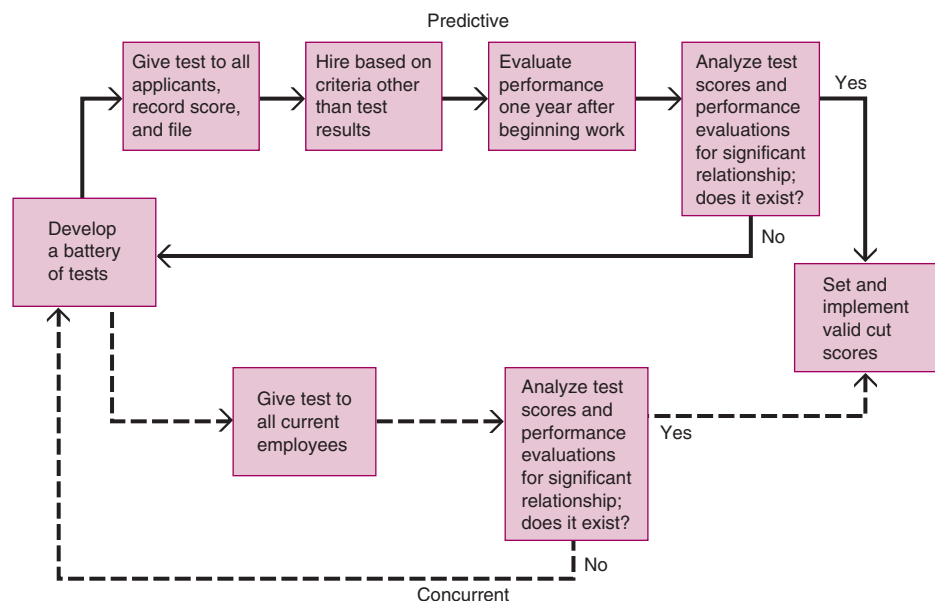 Predictive
Give test to all
applicants,
record score,
and file
Hire based on
criteria other
than test
results
Evaluate
performance
one year after
beginning work
Analyze test
scores and
performance
evaluations
for significant
relationship;
does it exist?
Yes
No
Develop
a battery
of tests
Set and
implement
valid cut
scores
Give test to
all current
employees
Analyze test
scores and
performance
evaluations
for significant
relationship;
does it exist?
Yes
No
Concurrent